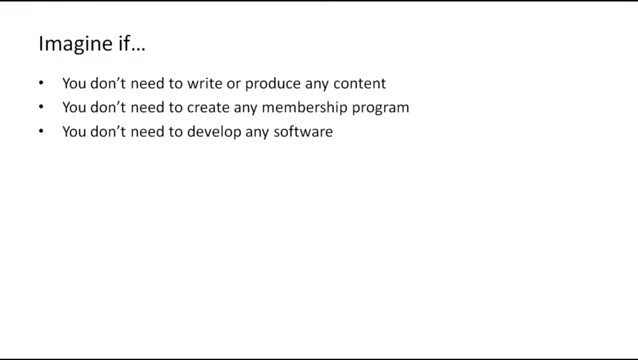 Imagine if…
• You don’t need to write or produce any content
• You don’t need to create any membership program
• You don’t need to develop any software